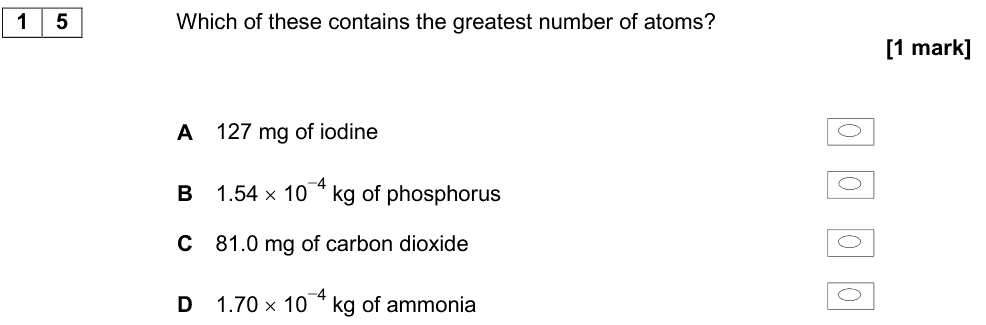 1 5 Which of these contains the greatest number of atoms?
[1 mark]
A 127 mg of iodine
B 1.54 × 10⁻⁴ kg of phosphorus
C 81.0 mg of carbon dioxide
D 1.70 × 10⁻⁴ kg of ammonia